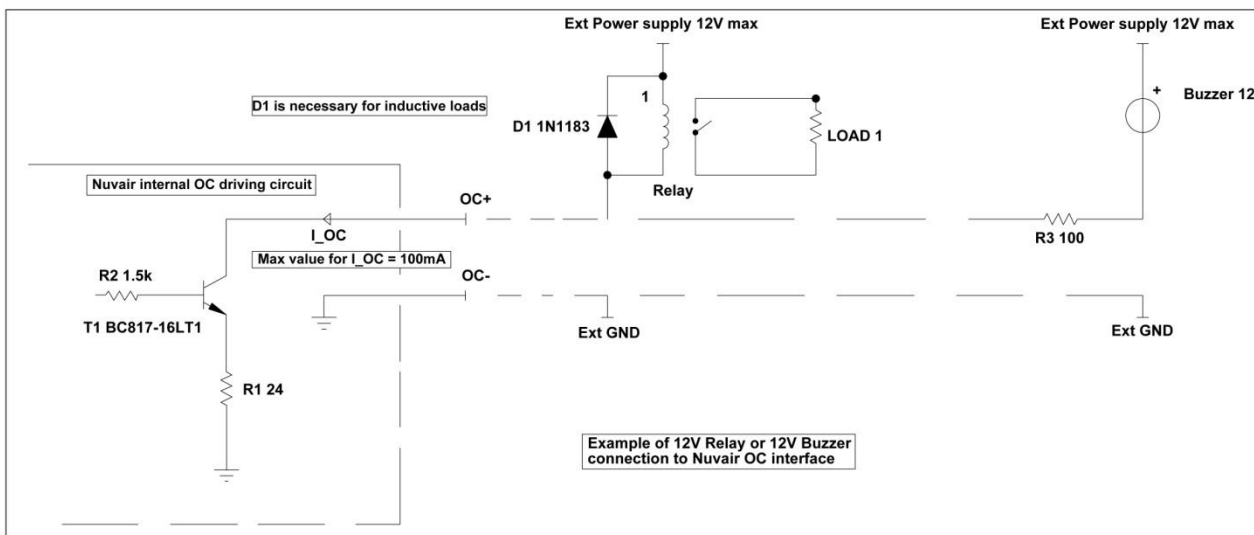 Ext Power supply 12V max
Ext Power supply 12V max
D1 is necessary for inductive loads
1
D1 1N1183
LOAD 1
+
Buzzer 12
Relay
Nuvair internal OC driving circuit
OC+
I_OC
R3 100
Max value for I_OC = 100mA
OC-
R2 1.5k
T1 BC817-16LT1
Ext GND
Ext GND
R1 24
Example of 12V Relay or 12V Buzzer
connection to Nuvair OC interface